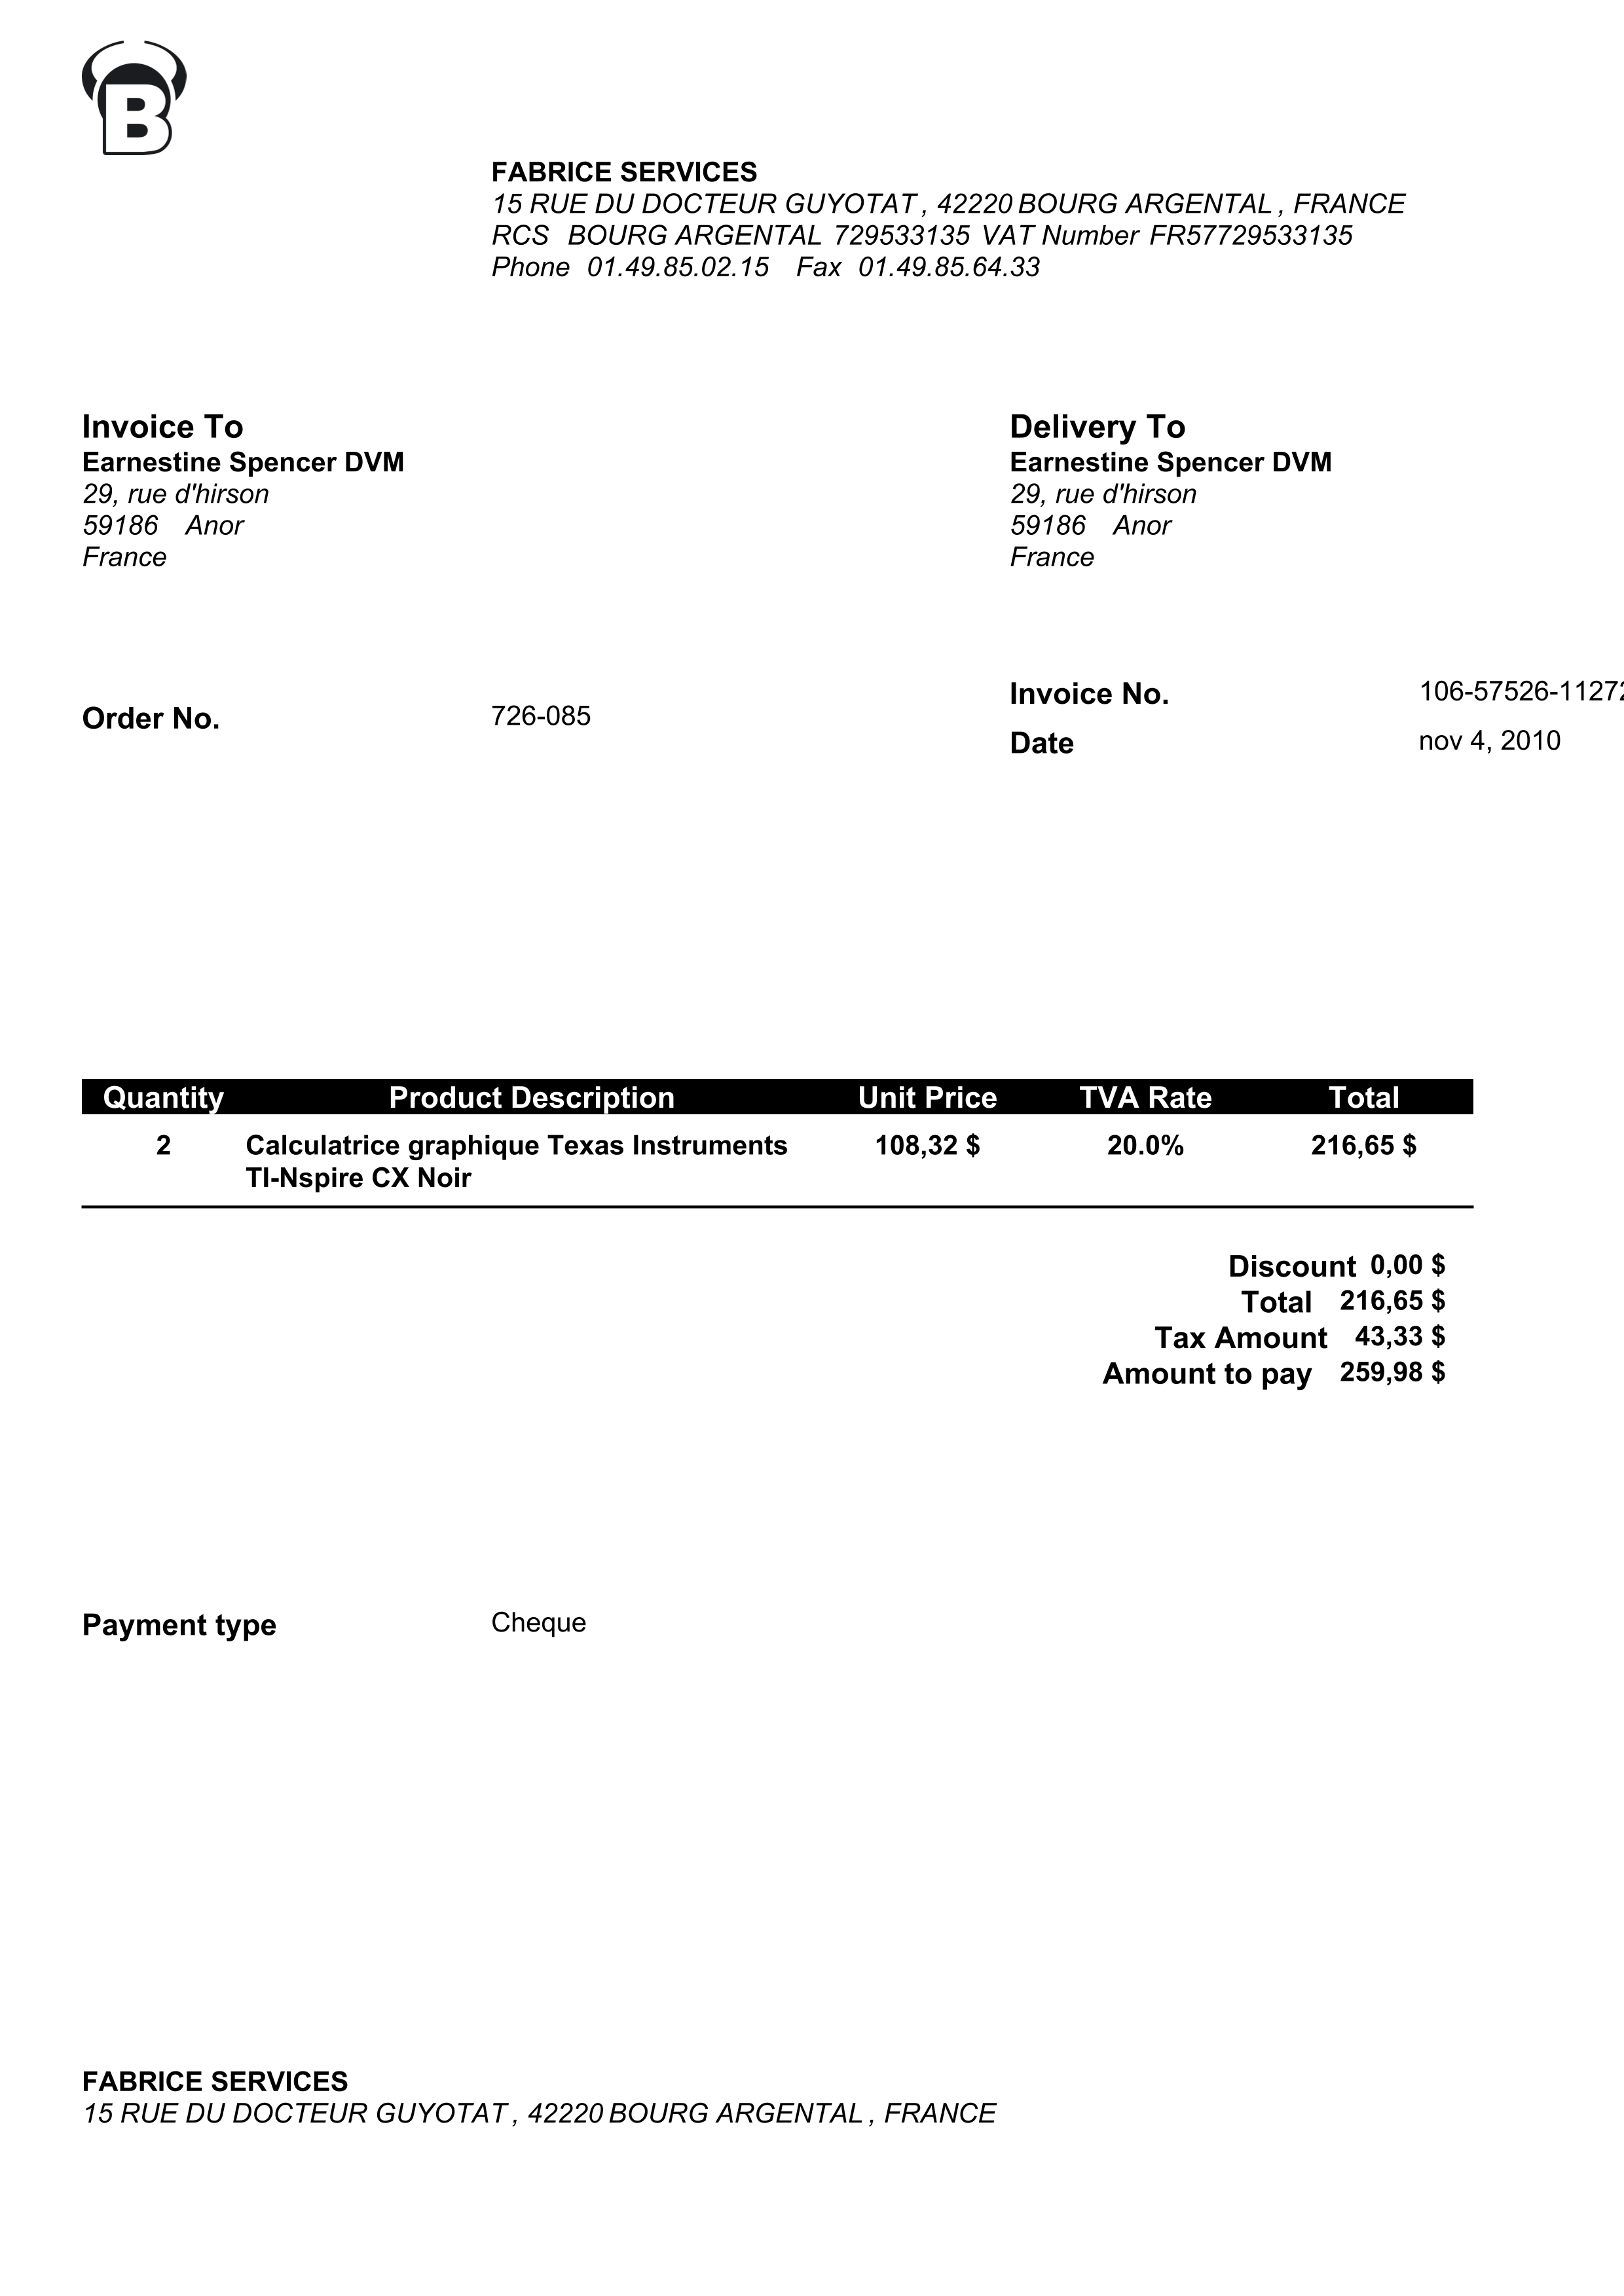 B
FABRICE SERVICES
15 RUE DU DOCTEUR GUYOTAT , 42220 BOURG ARGENTAL , FRANCE
RCS BOURG ARGENTAL 729533135 VAT Number FR57729533135
Phone 01.49.85.02.15 Fax 01.49.85.64.33
Invoice To
Earnestine Spencer DVM
29, rue d'hirson
59186 Anor
France
Delivery To
Earnestine Spencer DVM
29, rue d'hirson
59186 Anor
France
Order No. 726-085
Invoice No. 106-57526-11272
Date nov 4, 2010
Quantity Product Description Unit Price TVA Rate Total
2 Calculatrice graphique Texas Instruments 108,32 $ 20.0% 216,65 $
TI-Nspire CX Noir
Discount 0,00 $
Total 216,65 $
Tax Amount 43,33 $
Amount to pay 259,98 $
Payment type Cheque
FABRICE SERVICES
15 RUE DU DOCTEUR GUYOTAT , 42220 BOURG ARGENTAL , FRANCE